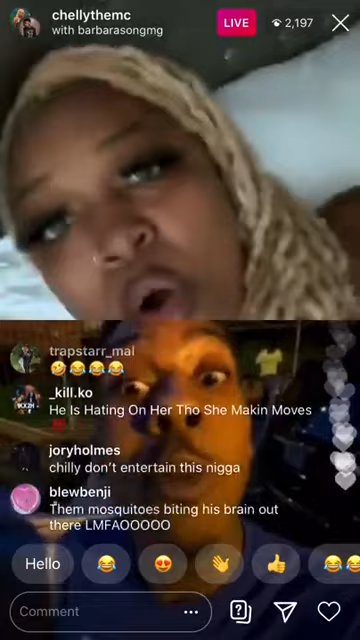 chellythemc
with barbarasongmg
LIVE
2,197
trapstarr_mal
🤣😂😂😂
_kill.ko
He Is Hating On Her Tho She Makin Moves
‼️
joryholmes
chilly don’t entertain this nigga
blewbenji
Them mosquitoes biting his brain out
there LMFAOOOOO
Hello 😂 😍 👋 👍 😂😂
Comment